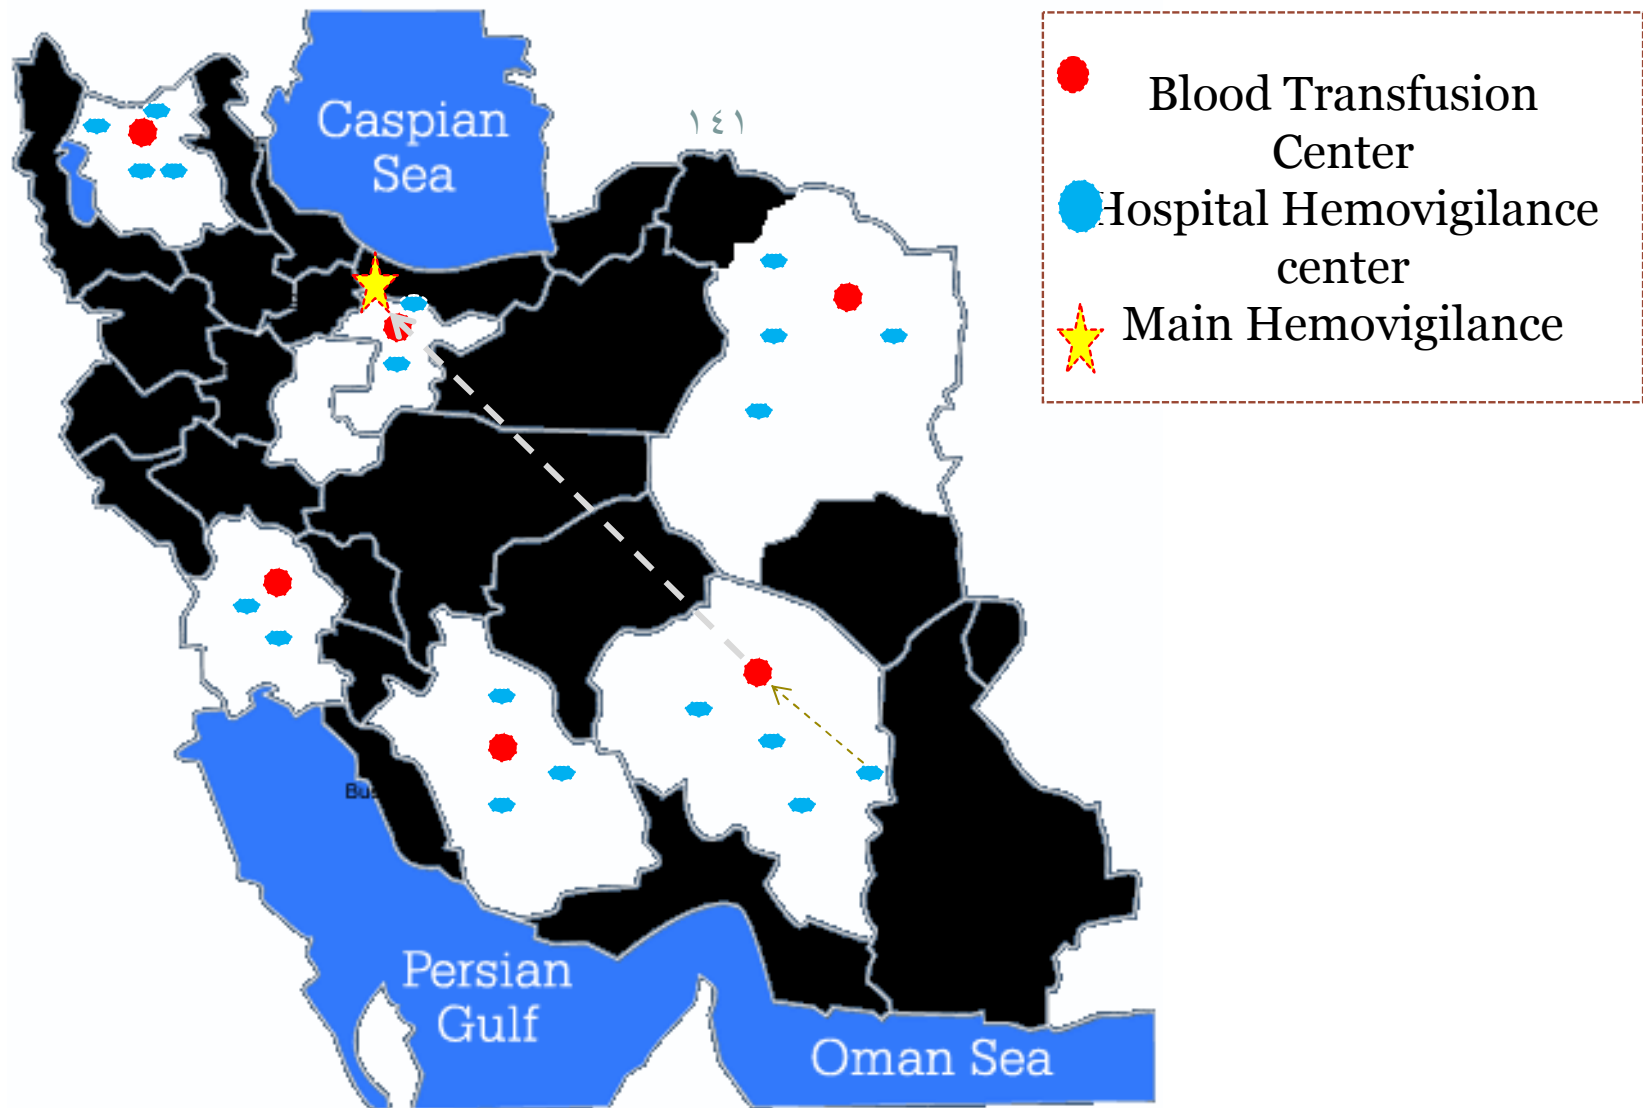 Caspian
Sea
١٤١
Blood Transfusion
Center
Hospital Hemovigilance
center
Main Hemovigilance
Persian
Gulf
Oman Sea